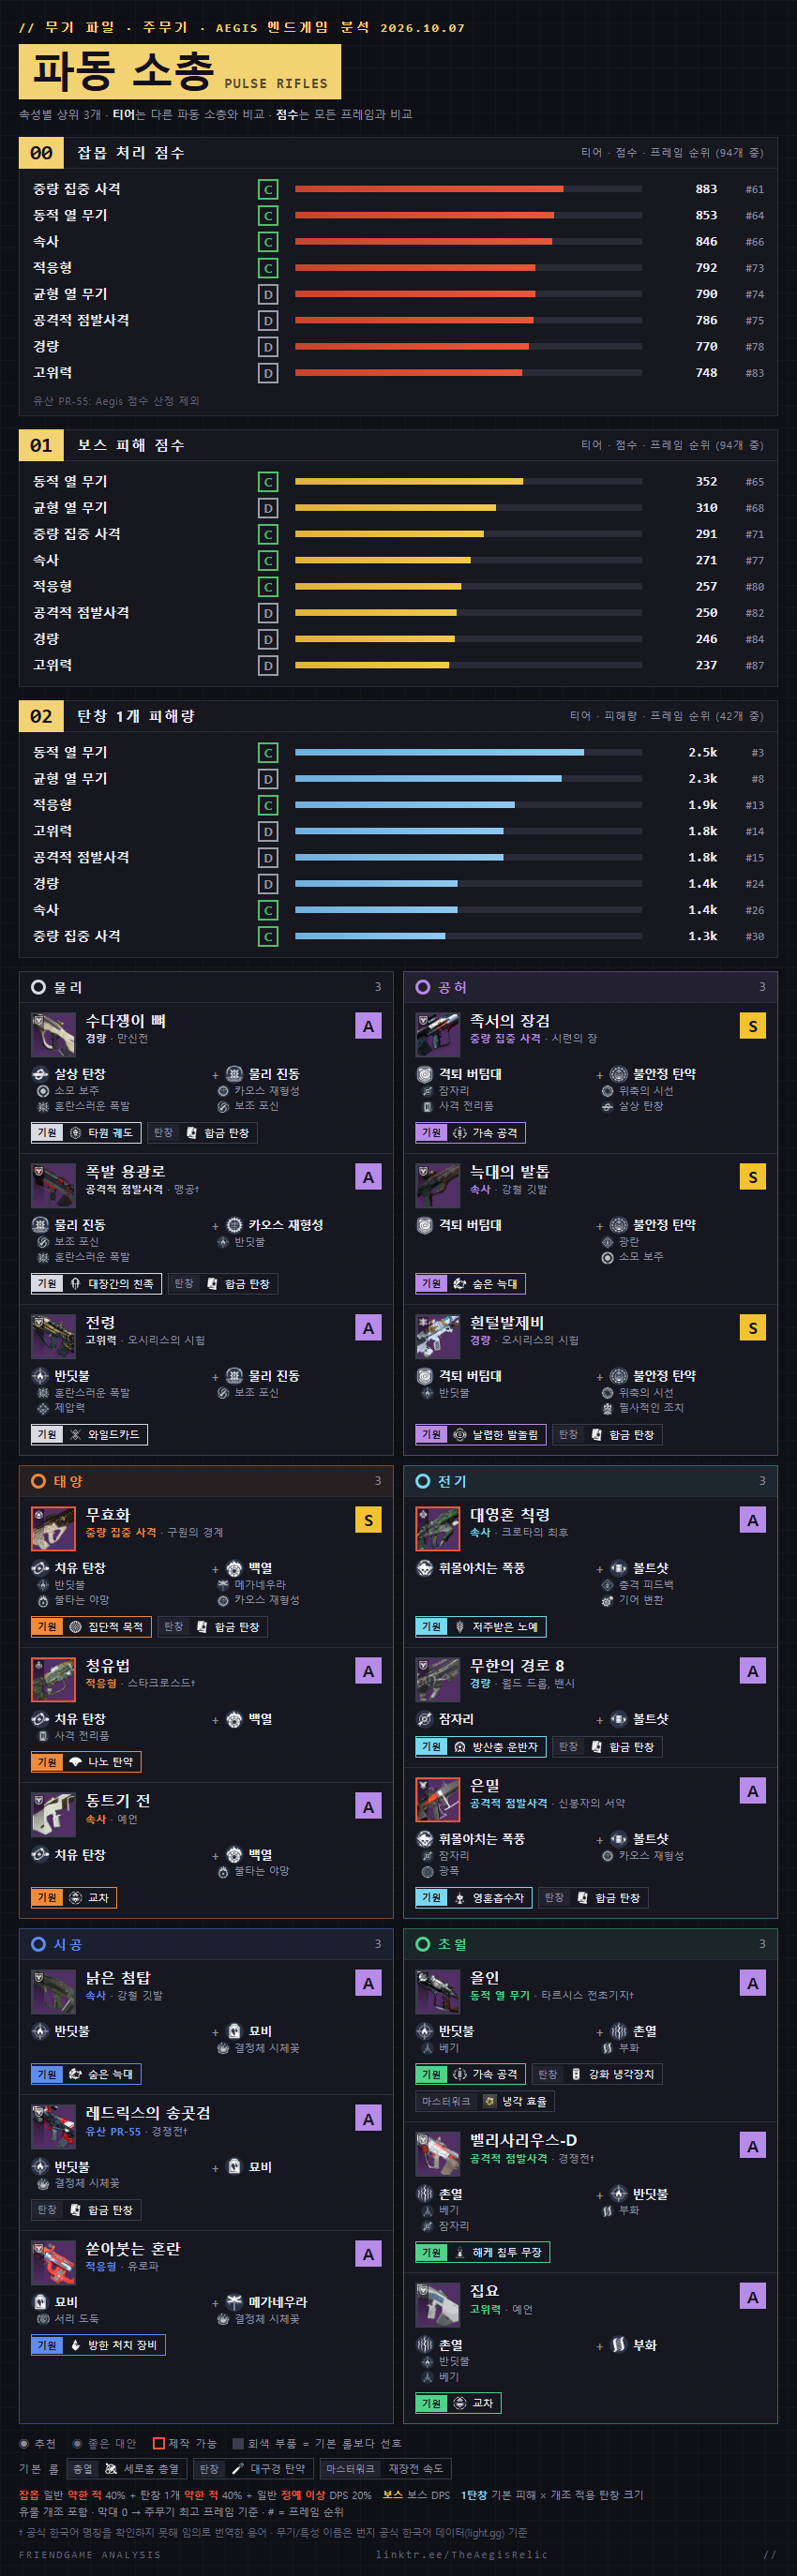 // 무기 파일 · 주무기 · AEGIS 엔드게임 분석 2026.10.07
파동 소총 PULSE RIFLES
속성별 상위 3개 · 티어는 다른 파동 소총와 비교 · 점수는 모든 프레임과 비교
00 잡몹 처리 점수 티어 · 점수 · 프레임 순위 (94개 중)
중량 집중 사격 C 883 #61
동적 열 무기 C 853 #64
속사 C 846 #66
적응형 C 792 #73
균형 열 무기 D 790 #74
공격적 점발사격 D 786 #75
경량 D 770 #78
고위력 D 748 #83
유산 PR-55: Aegis 점수 산정 제외
01 보스 피해 점수 티어 · 점수 · 프레임 순위 (94개 중)
동적 열 무기 C 352 #65
균형 열 무기 D 310 #68
중량 집중 사격 C 291 #71
속사 C 271 #77
적응형 C 257 #80
공격적 점발사격 D 250 #82
경량 D 246 #84
고위력 D 237 #87
02 탄창 1개 피해량 티어 · 피해량 · 프레임 순위 (42개 중)
동적 열 무기 C 2.5k #3
균형 열 무기 D 2.3k #8
적응형 C 1.9k #13
고위력 D 1.8k #14
공격적 점발사격 D 1.8k #15
경량 D 1.4k #24
속사 C 1.4k #26
중량 집중 사격 C 1.3k #30
물리 3
수다쟁이 뼈 A
경량 · 만신전
살상 탄창 + 물리 진동
소모 보주 카오스 재형성
혼란스러운 폭발 보조 포신
기원 타원 궤도 탄창 합금 탄창
폭발 용광로 A
공격적 점발사격 · 맹공†
물리 진동 + 카오스 재형성
보조 포신 반딧불
혼란스러운 폭발
기원 대장간의 친족 탄창 합금 탄창
전령 A
고위력 · 오시리스의 시험
반딧불 + 물리 진동
혼란스러운 폭발 보조 포신
제압력
기원 와일드카드
공허 3
족서의 장검 S
중량 집중 사격 · 시련의 장
격퇴 버팀대 + 불안정 탄약
잠자리 위축의 시선
사격 전리품 살상 탄창
기원 가속 공격
늑대의 발톱 S
속사 · 강철 깃발
격퇴 버팀대 + 불안정 탄약
광란
소모 보주
기원 숨은 늑대
흰털발제비 S
경량 · 오시리스의 시험
격퇴 버팀대 + 불안정 탄약
반딧불 위축의 시선
필사적인 조치
기원 날렵한 발놀림 탄창 합금 탄창
태양 3
무효화 S
중량 집중 사격 · 구원의 경계
치유 탄창 + 백열
반딧불 메가네우라
불타는 야망 카오스 재형성
기원 집단적 목적 탄창 합금 탄창
청유법 A
적응형 · 스타크로스드†
치유 탄창 + 백열
사격 전리품
기원 나노 탄약
동트기 전 A
속사 · 예언
치유 탄창 + 백열
불타는 야망
기원 교차
전기 3
대영혼 척령 A
속사 · 크로타의 최후
휘몰아치는 폭풍 + 볼트샷
충격 피드백
기어 변환
기원 저주받은 노예
무한의 경로 8 A
경량 · 월드 드롭, 밴시
잠자리 + 볼트샷
기원 방산충 운반자 탄창 합금 탄창
은밀 A
공격적 점발사격 · 신봉자의 서약
휘몰아치는 폭풍 + 볼트샷
잠자리 카오스 재형성
광폭
기원 영혼흡수자 탄창 합금 탄창
시공 3
낡은 첨탑 A
속사 · 강철 깃발
반딧불 + 묘비
결정체 시체꽃
기원 숨은 늑대
레드릭스의 송곳검 A
유산 PR-55 · 경쟁전†
반딧불 + 묘비
결정체 시체꽃
탄창 합금 탄창
쏟아붓는 혼란 A
적응형 · 유로파
묘비 + 메가네우라
서리 도둑 결정체 시체꽃
기원 방한 처치 장비
초월 3
올인 A
동적 열 무기 · 타르시스 전초기지†
반딧불 + 촌열
베기 부화
기원 가속 공격 탄창 강화 냉각장치
마스터워크 냉각 효율
벨리사리우스-D A
공격적 점발사격 · 경쟁전†
촌열 + 반딧불
베기 부화
잠자리
기원 해케 침투 무장
집요 A
고위력 · 예언
촌열 + 부화
반딧불
베기
기원 교차
추천 좋은 대안 제작 가능 회색 부품 = 기본 롤보다 선호
기본 롤 총열 세로홈 총열 탄창 대구경 탄약 마스터워크 재장전 속도
잡몹 일반 약한 적 40% + 탄창 1개 약한 적 40% + 일반 정예 이상 DPS 20% 보스 보스 DPS 1탄창 기본 피해 × 개조 적용 탄창 크기
유물 개조 포함 · 막대 0 → 주무기 최고 프레임 기준 · # = 프레임 순위
† 공식 한국어 명칭을 확인하지 못해 임의로 번역한 용어 · 무기/특성 이름은 번지 공식 한국어 데이터(light.gg) 기준
FRIENDGAME ANALYSIS linktr.ee/TheAegisRelic //